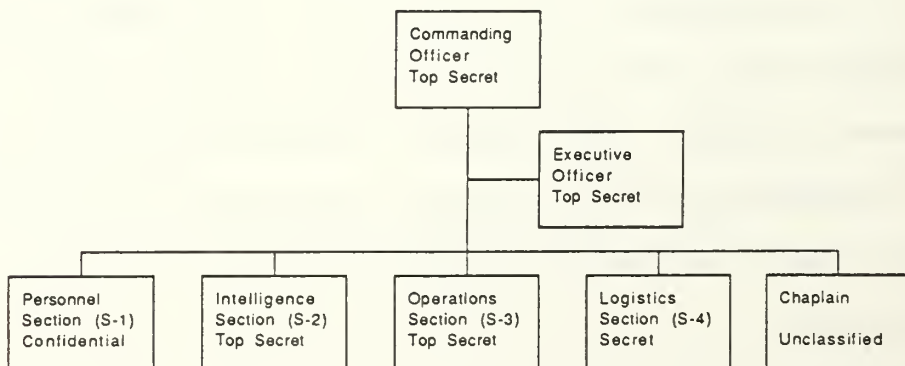 Commanding
Officer
Top Secret
Executive
Officer
Top Secret
Personnel
Section (S-1)
Confidential
Intelligence
Section (S-2)
Top Secret
Operations
Section (S-3)
Top Secret
Logistics
Section (S-4)
Secret
Chaplain
Unclassified